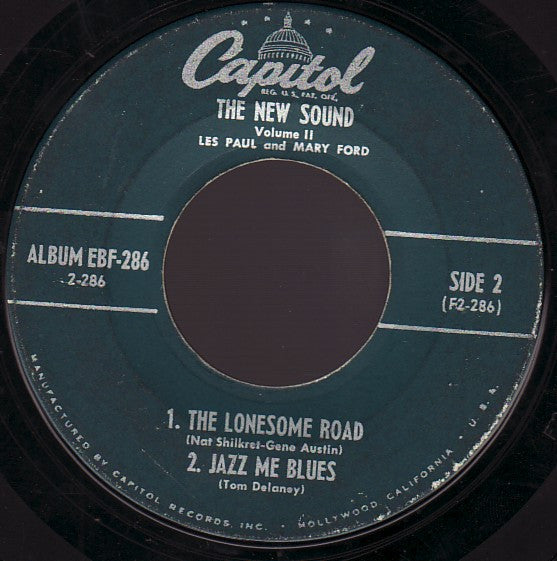 Capitol
REG. U.S. PAT. OFF.
THE NEW SOUND
Volume II
LES PAUL and MARY FORD
ALBUM EBF-286
2-286
SIDE 2
(F2-286)
1. THE LONESOME ROAD
(Nat Shilkret-Gene Austin)
2. JAZZ ME BLUES
(Tom Delaney)
MANUFACTURED BY CAPITOL RECORDS, INC. • HOLLYWOOD, CALIFORNIA • U.S.A.